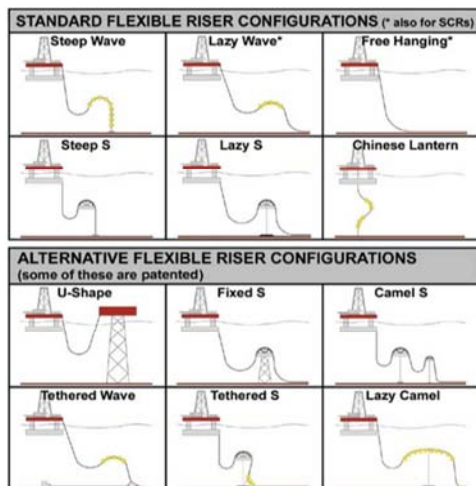 STANDARD FLEXIBLE RISER CONFIGURATIONS (* also for SCRs)
Steep Wave Lazy Wave* Free Hanging*
Steep S Lazy S Chinese Lantern
ALTERNATIVE FLEXIBLE RISER CONFIGURATIONS
(some of these are patented)
U-Shape Fixed S Camel S
Tethered Wave Tethered S Lazy Camel